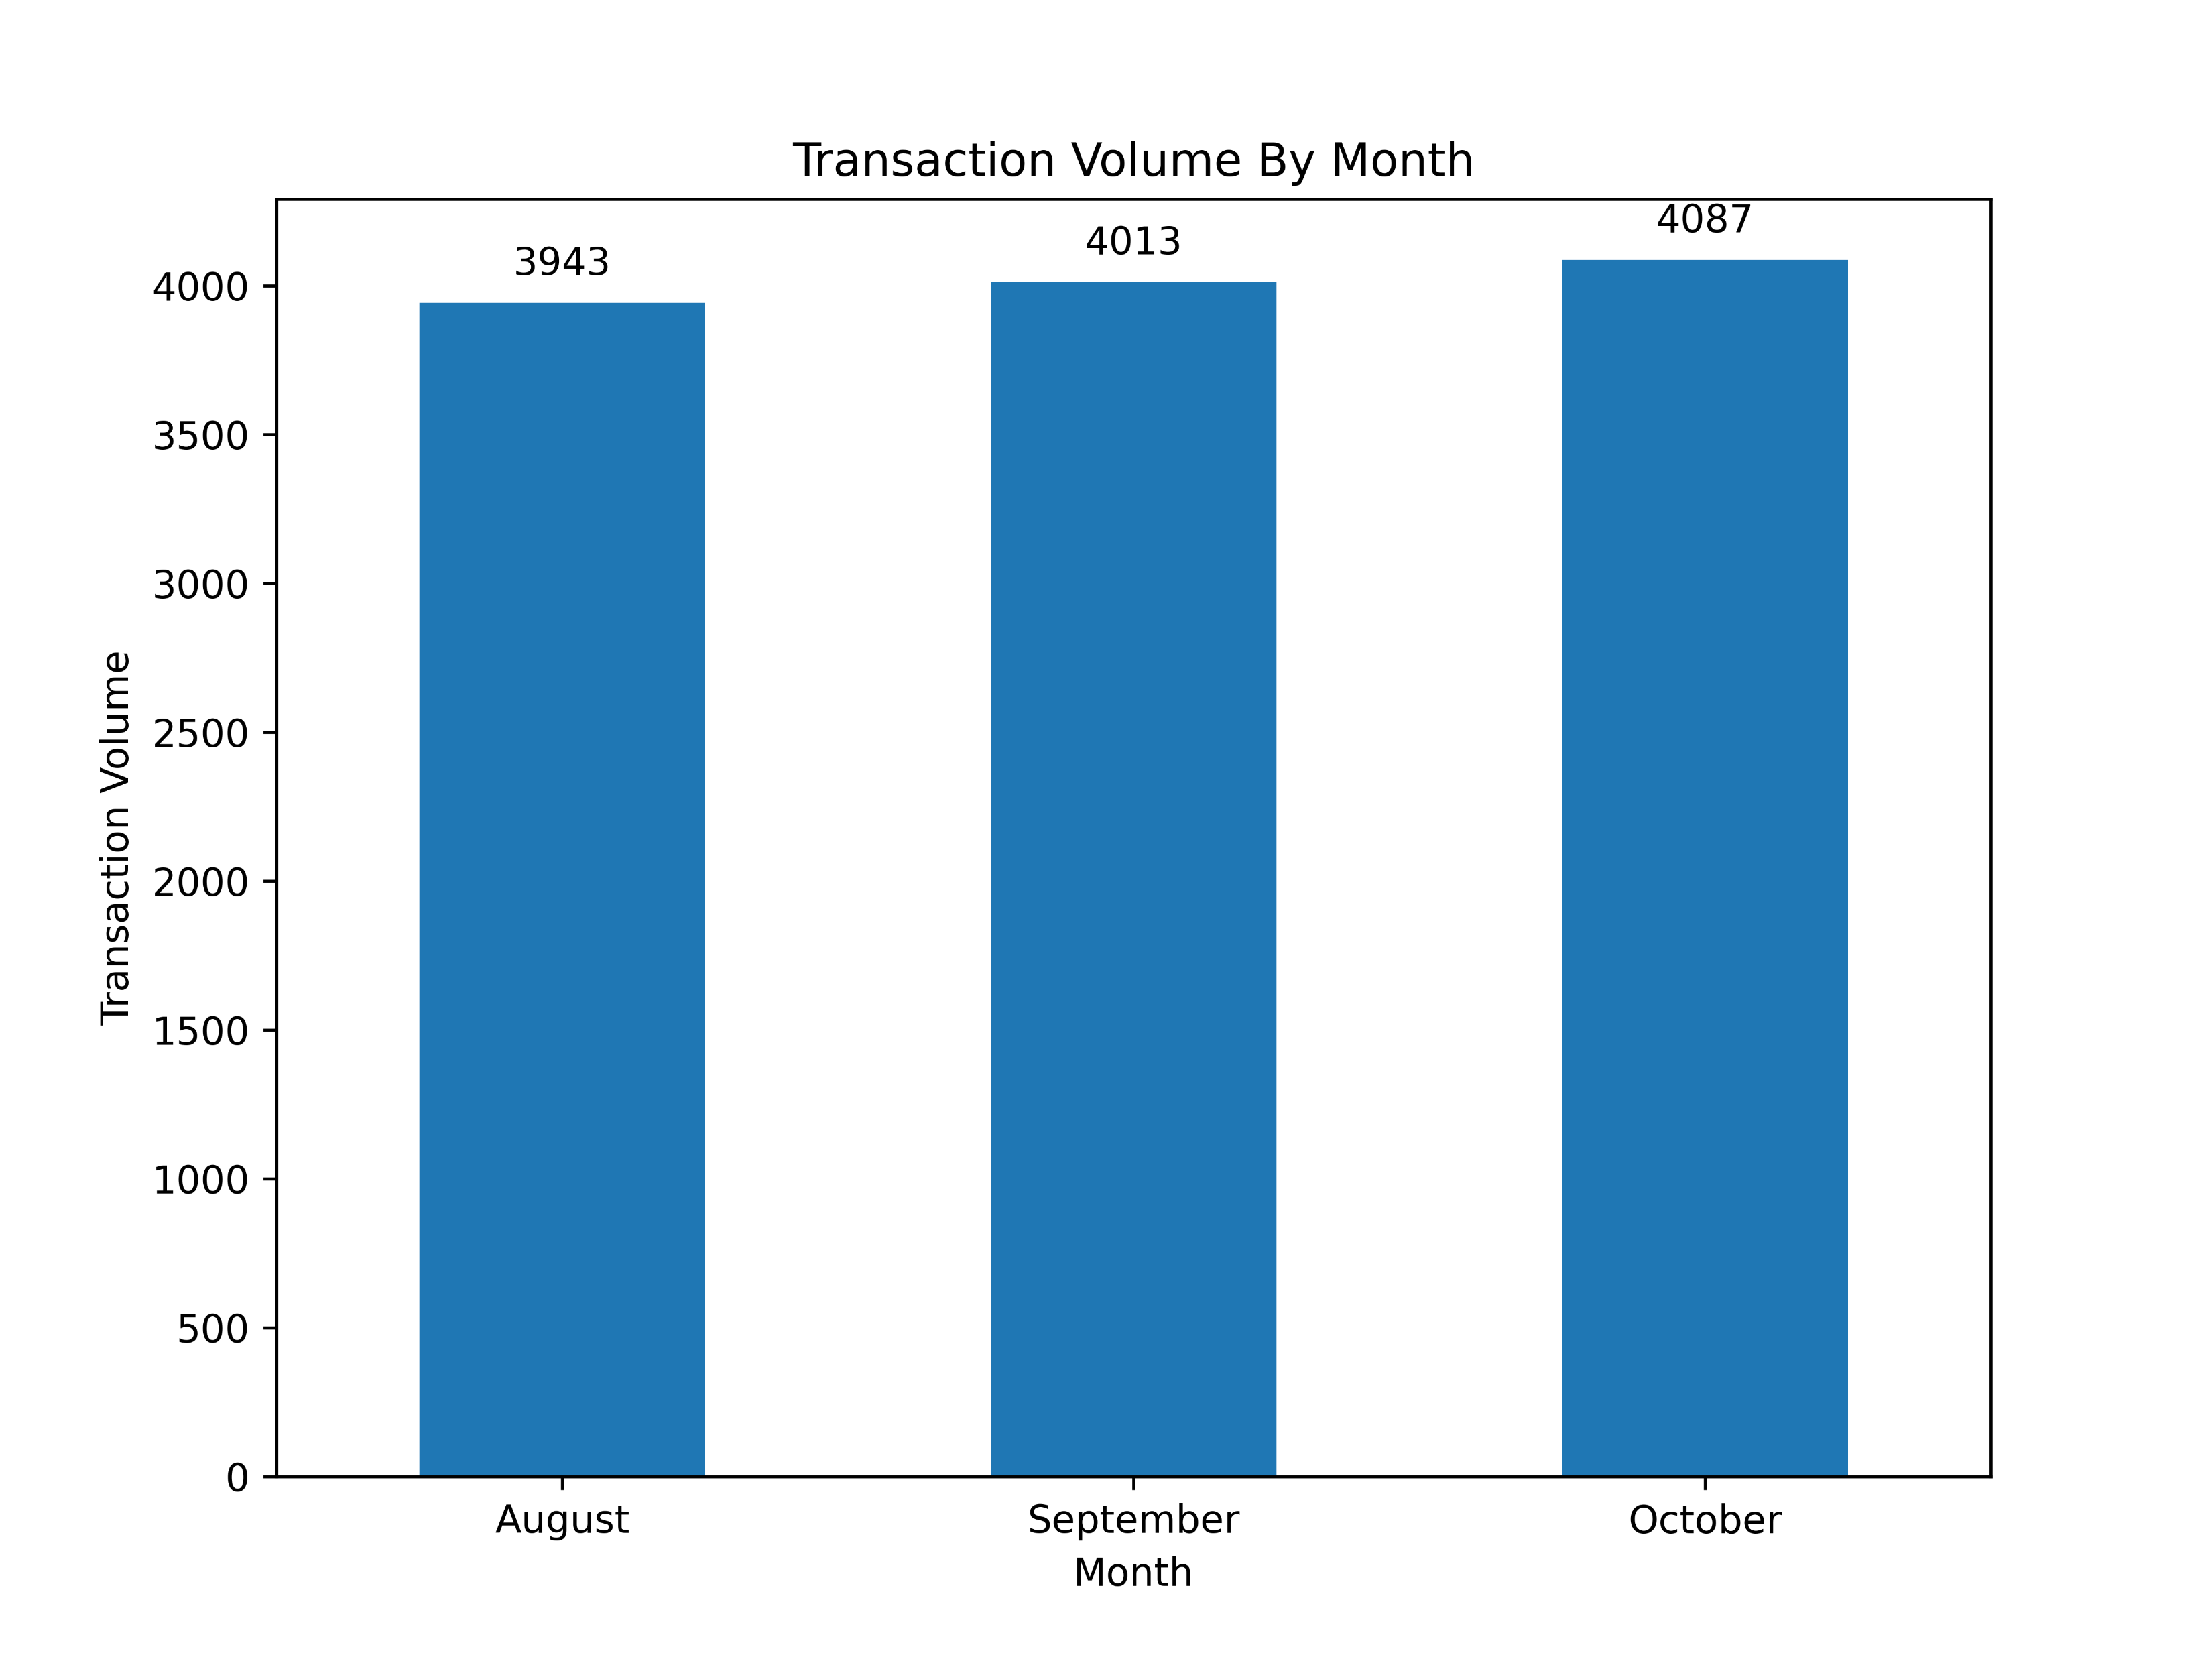 Transaction Volume By Month
3943
4013
4087
4000
3500
3000
2500
2000
1500
1000
500
0
Transaction Volume
August
September
October
Month